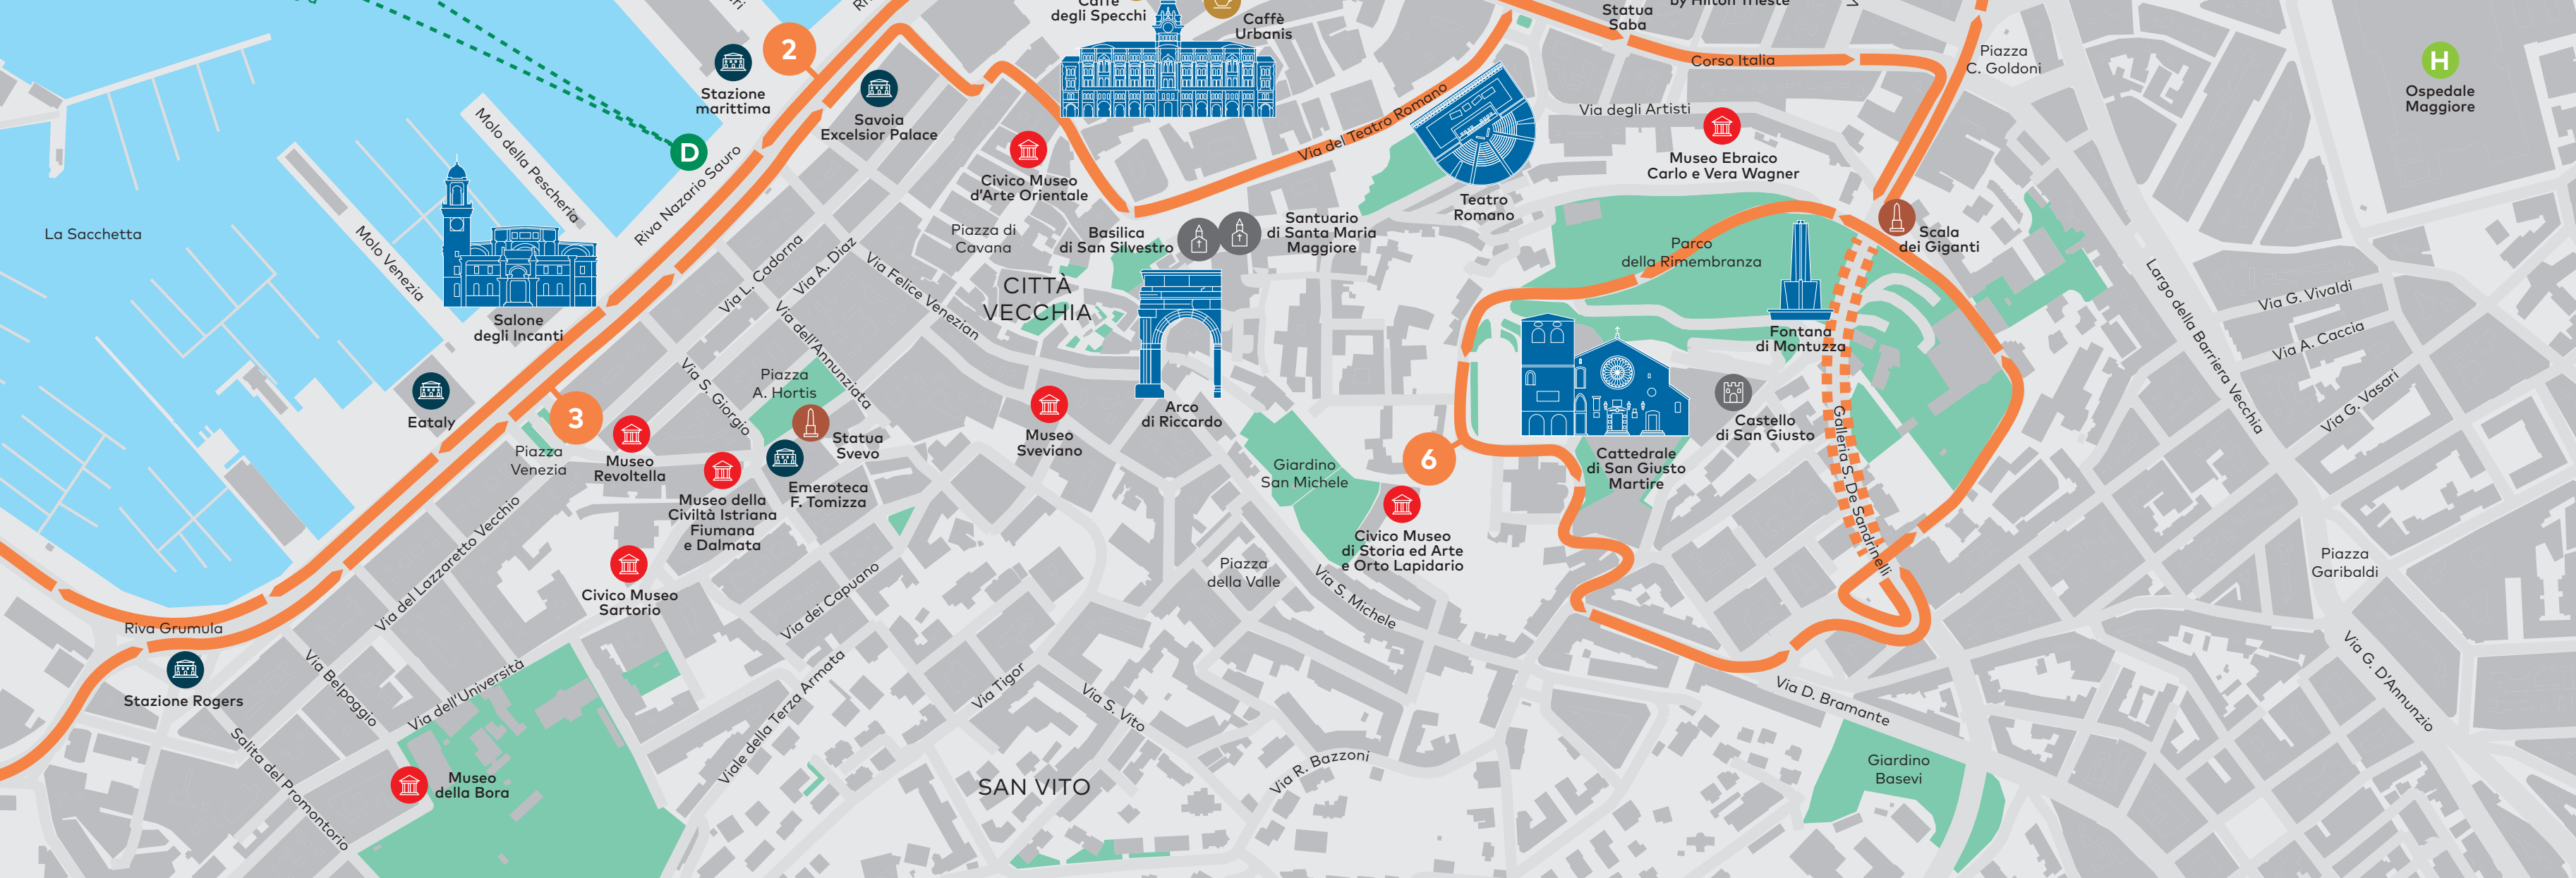 degli Specchi
Caffè
Urbanis
Statua
Saba
by Hilton Trieste
Corso Italia
Piazza
C. Goldoni
H
Ospedale
Maggiore
2
Stazione
marittima
Savoia
Excelsior Palace
D
Molo della Pescheria
Riva Nazario Sauro
La Sacchetta
Molo Venezia
Salone
degli Incanti
Eataly
3
Via del Teatro Romano
Via degli Artisti
Museo Ebraico
Carlo e Vera Wagner
Civico Museo
d'Arte Orientale
Teatro
Romano
Piazza di
Cavana
Basilica
di San Silvestro
Santuario
di Santa Maria
Maggiore
Parco
della Rimembranza
Scala
dei Giganti
Via L. Cadorna
Via A. Diaz
Via Felice Venezian
CITTÀ
VECCHIA
Via dell'Annunziata
Via S. Giorgio
Piazza
A. Hortis
Statua
Svevo
Arco
di Riccardo
Museo
Sveviano
Fontana
di Montuzza
Castello
di San Giusto
Cattedrale
di San Giusto
Martire
Galleria S. De Sandrinelli
Largo della Barriera Vecchia
Via G. Vivaldi
Via A. Caccia
Via G. Vasari
Piazza
Venezia
Museo
Revoltella
Museo della
Civiltà Istriana
Fiumana
e Dalmata
Emeroteca
F. Tomizza
Giardino
San Michele
6
Civico Museo
di Storia ed Arte
e Orto Lapidario
Via del Lazzaretto Vecchio
Civico Museo
Sartorio
Via dei Capuano
Piazza
della Valle
Via S. Michele
Piazza
Garibaldi
Riva Grumula
Stazione Rogers
Via Belpoggio
Via dell'Università
Salita del Promontorio
Museo
della Bora
Viale della Terza Armata
Via Tigor
Via S. Vito
SAN VITO
Via R. Bazzoni
Via D. Bramante
Giardino
Basevi
Via G. D'Annunzio